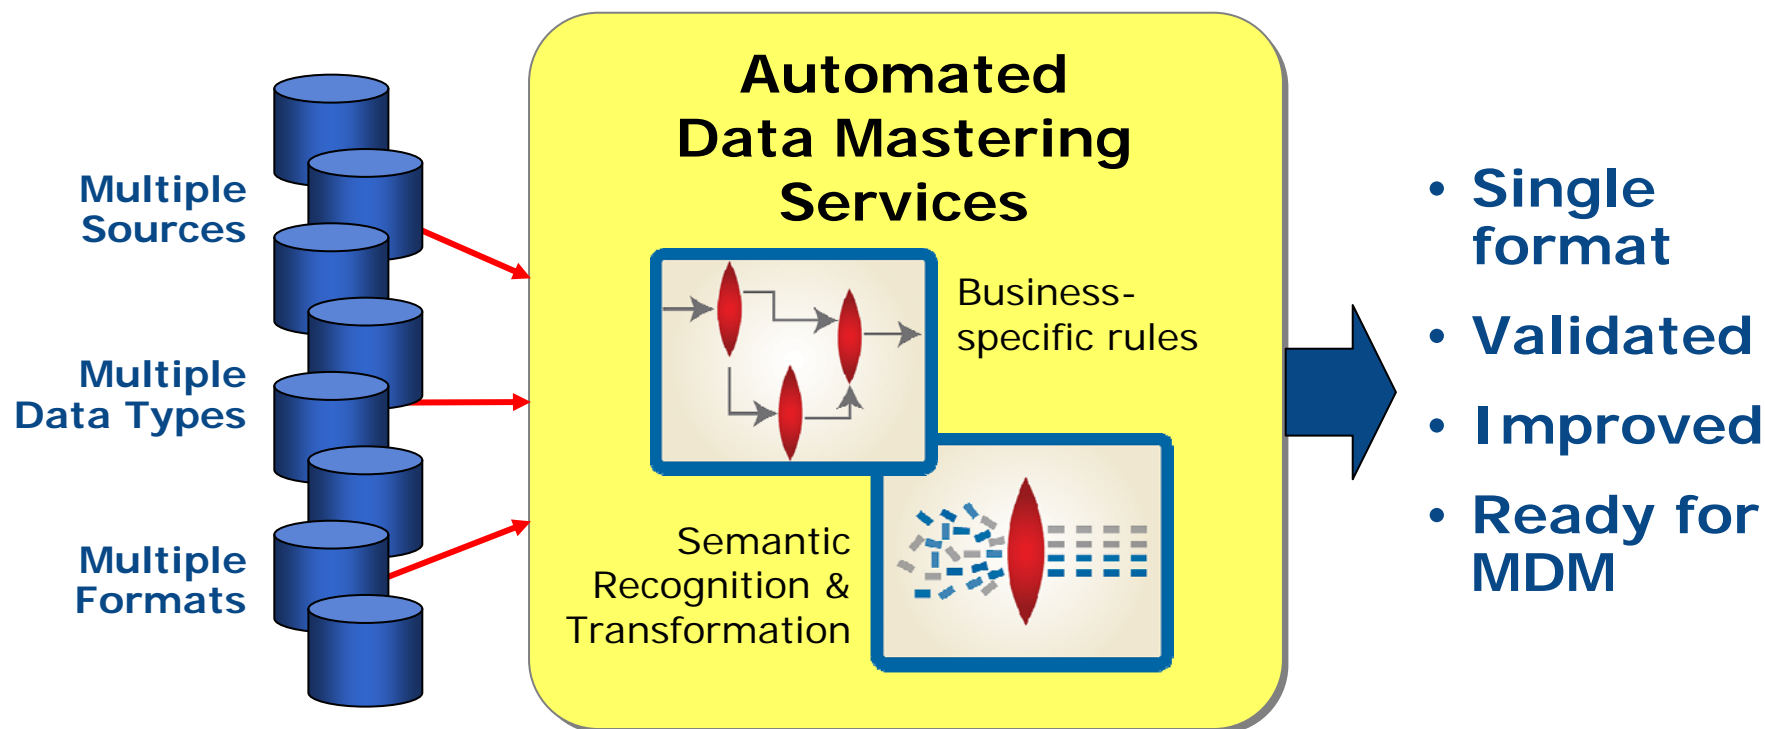 Automated
Data Mastering
Services
Multiple
Sources
Multiple
Data Types
Multiple
Formats
Business-
specific rules
Semantic
Recognition &
Transformation
• Single
format
• Validated
• Improved
• Ready for
MDM